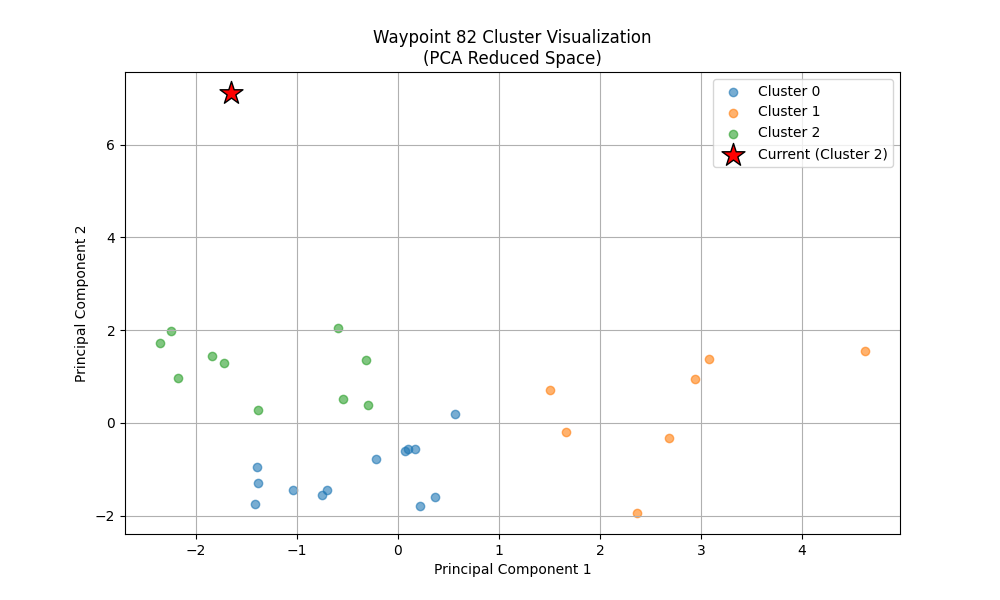 Waypoint 82 Cluster Visualization
(PCA Reduced Space)
Cluster 0
Cluster 1
Cluster 2
Current (Cluster 2)
Principal Component 2
6
4
2
0
−2
−2
−1
0
1
2
3
4
Principal Component 1